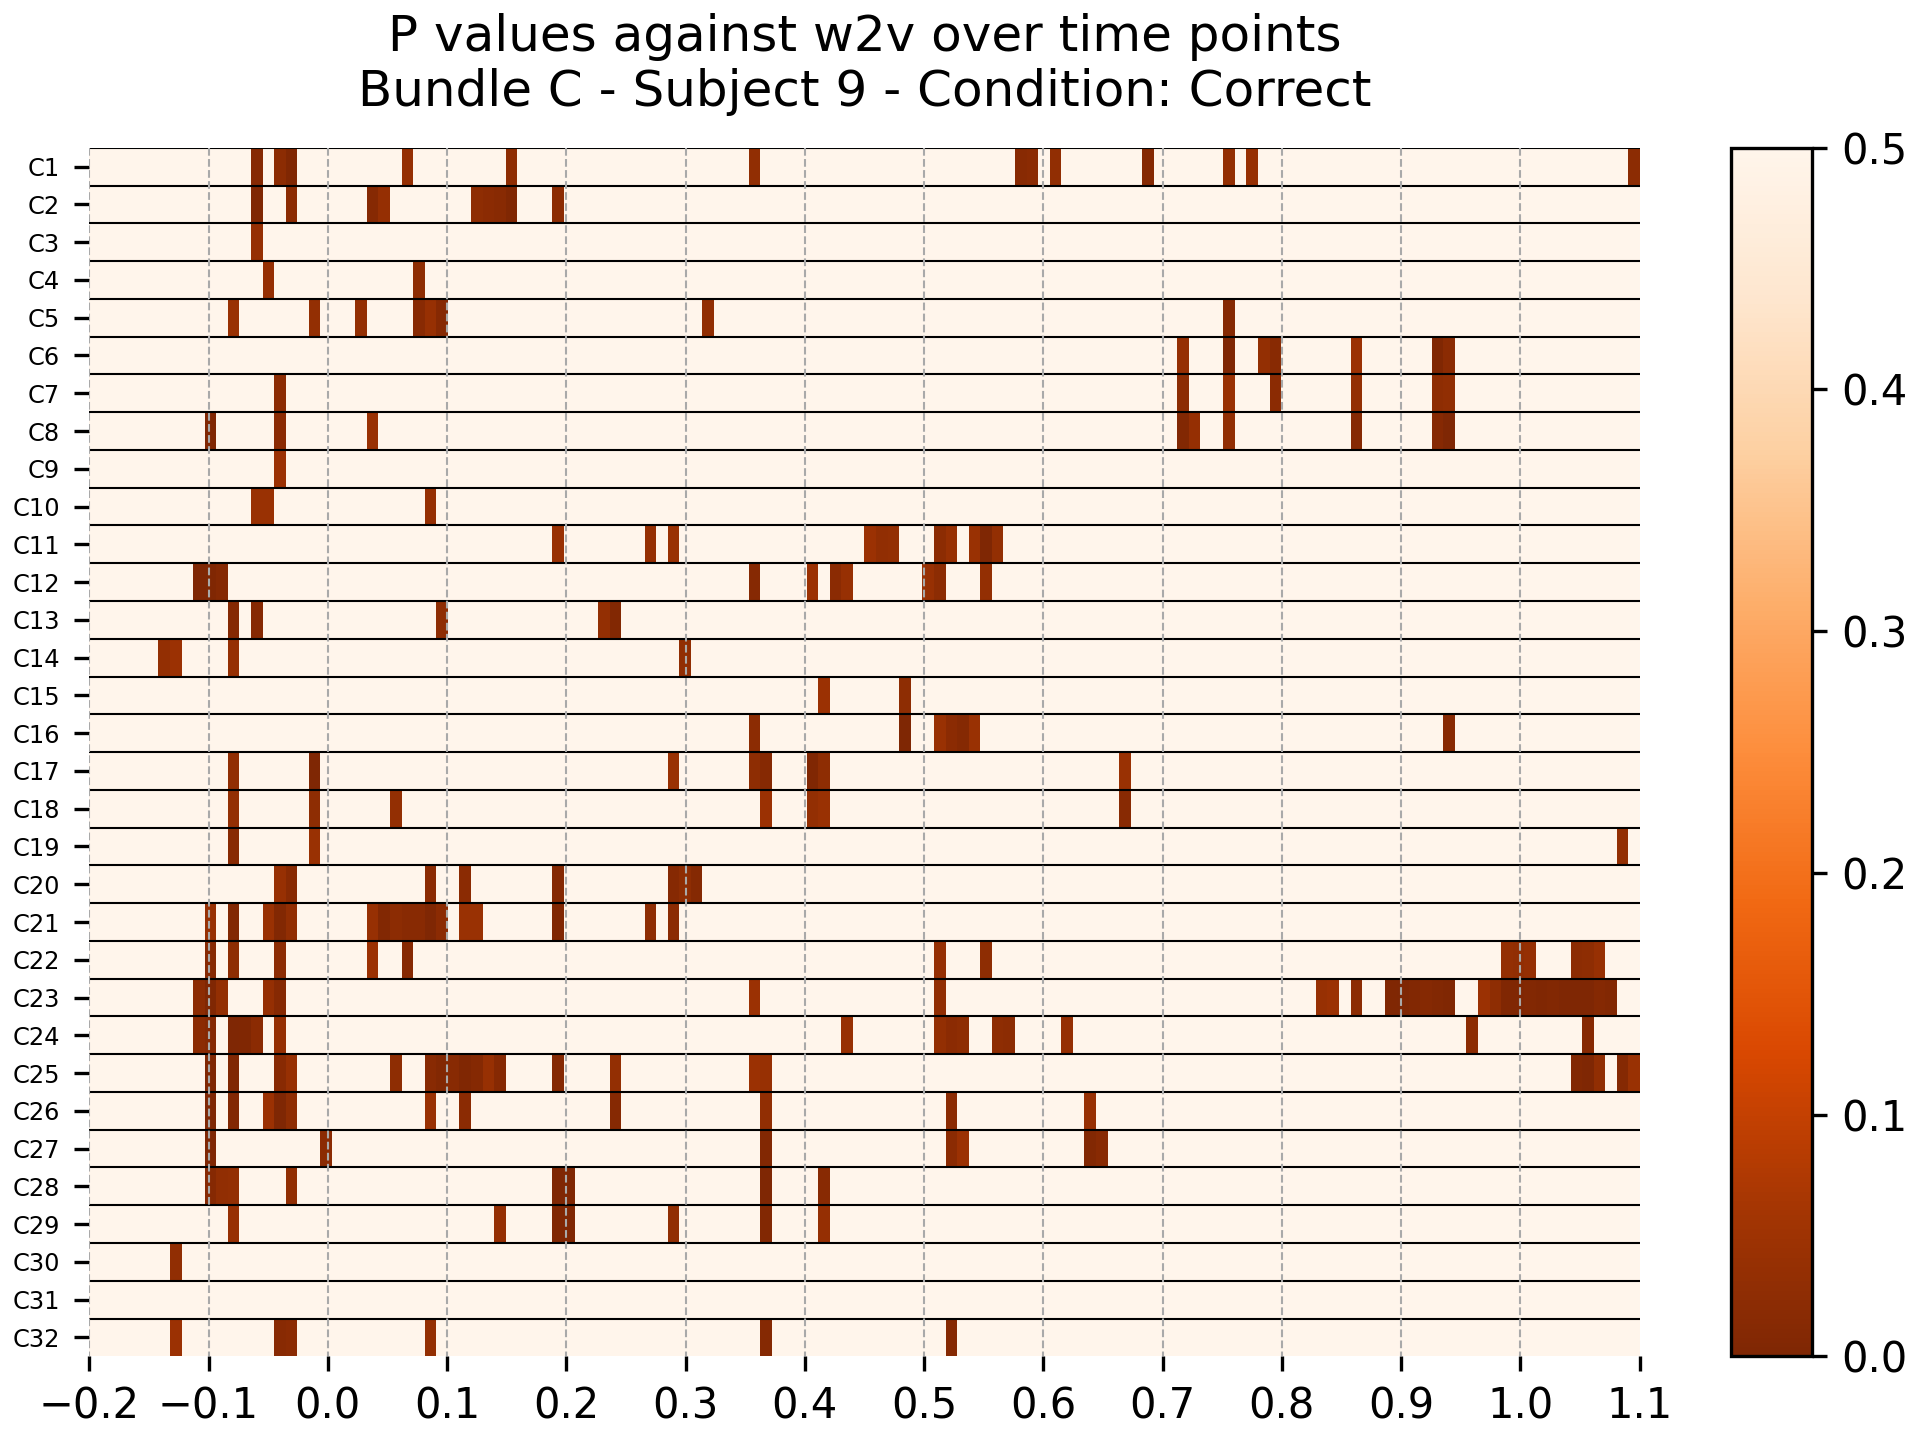 P values against w2v over time points
Bundle C - Subject 9 - Condition: Correct
C1
C2
C3
C4
C5
C6
C7
C8
C9
C10
C11
C12
C13
C14
C15
C16
C17
C18
C19
C20
C21
C22
C23
C24
C25
C26
C27
C28
C29
C30
C31
C32
−0.2 −0.1 0.0 0.1 0.2 0.3 0.4 0.5 0.6 0.7 0.8 0.9 1.0 1.1
0.5
0.4
0.3
0.2
0.1
0.0